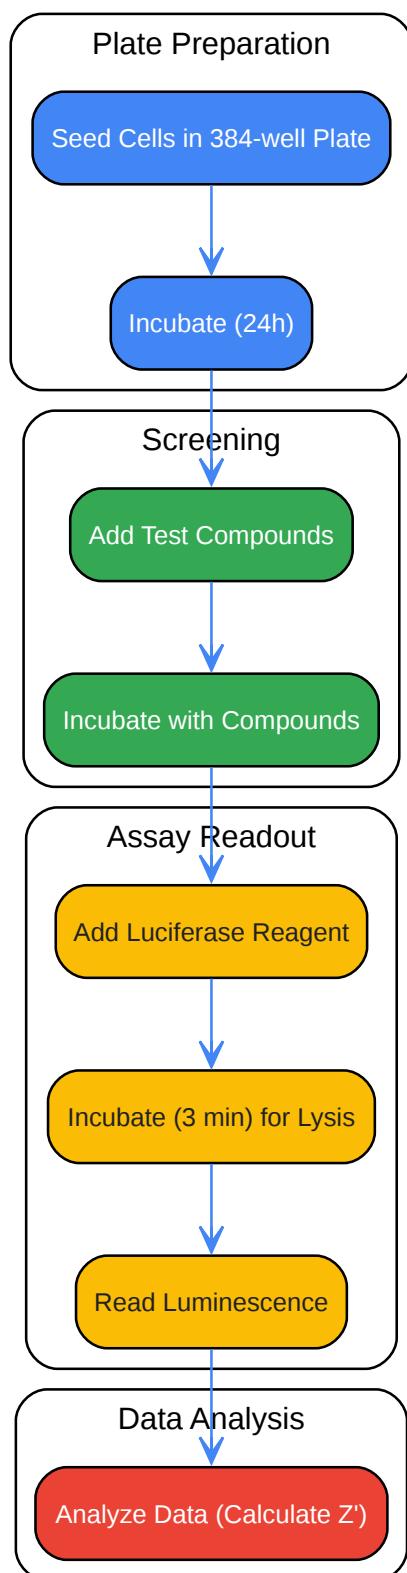 Plate Preparation
Seed Cells in 384-well Plate
Incubate (24h)
Screening
Add Test Compounds
Incubate with Compounds
Assay Readout
Add Luciferase Reagent
Incubate (3 min) for Lysis
Read Luminescence
Data Analysis
Analyze Data (Calculate Z')